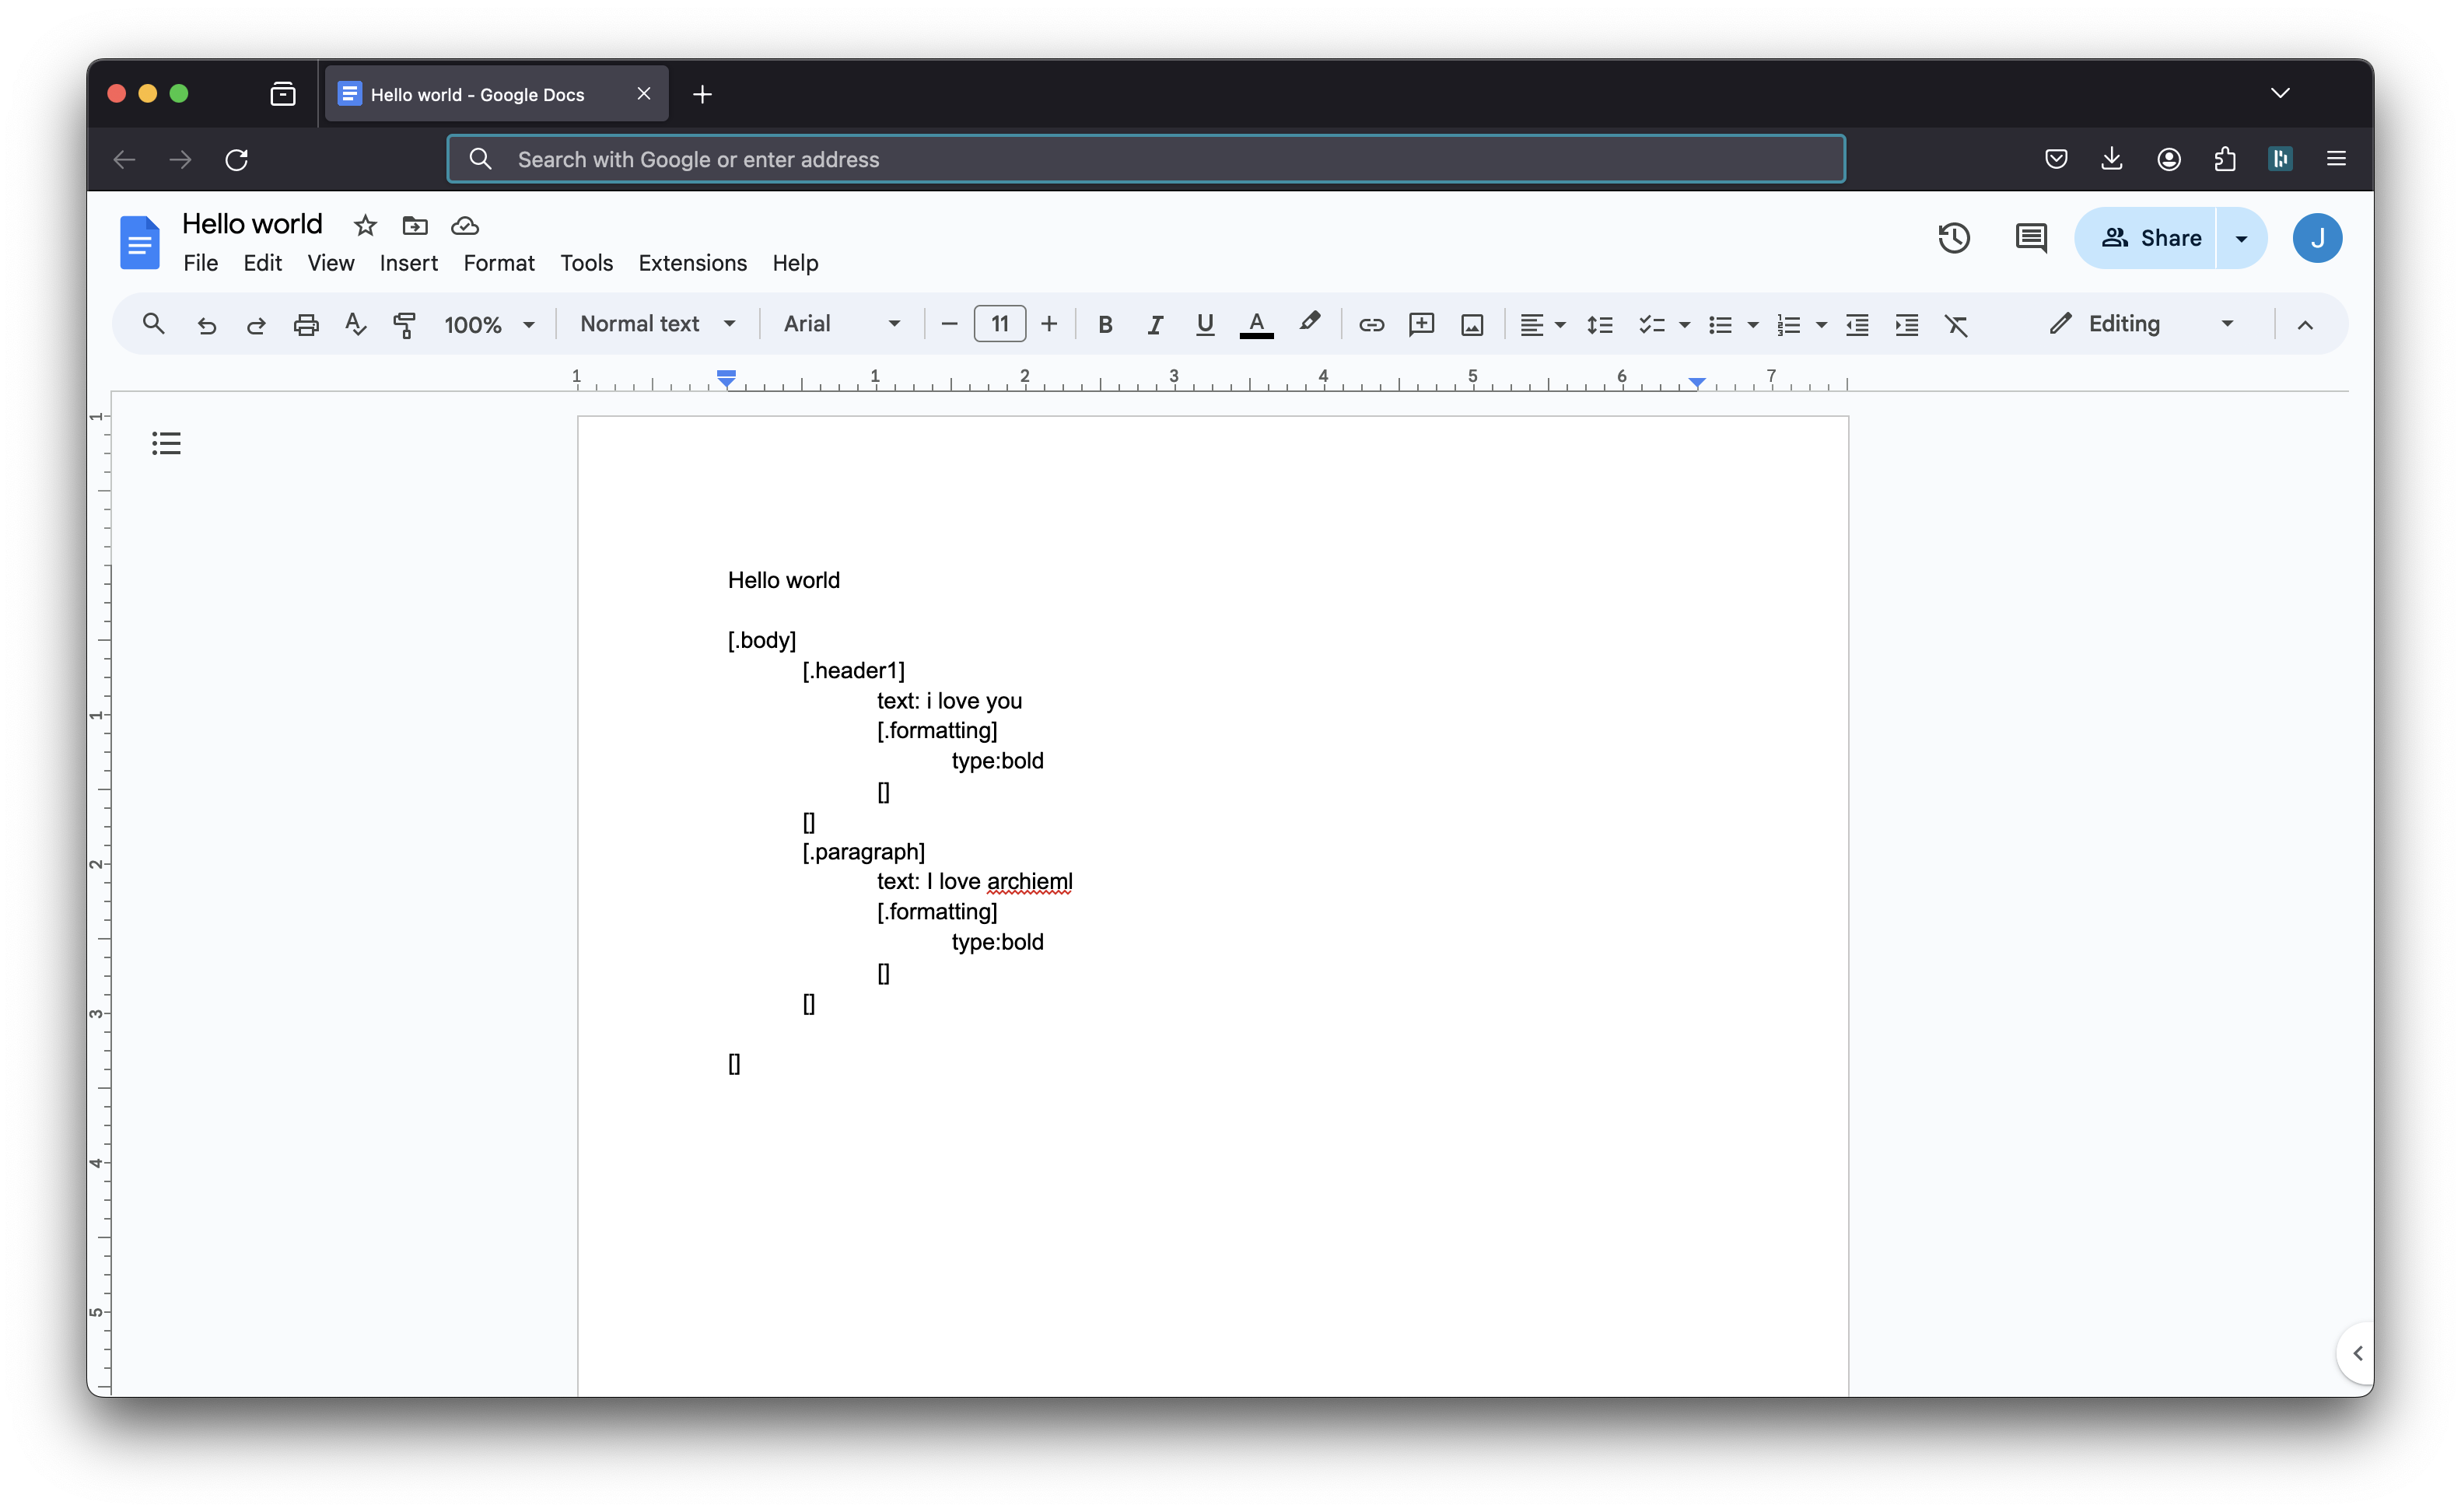 Hello world - Google Docs
Search with Google or enter address
Hello world
File Edit View Insert Format Tools Extensions Help
Share
J
100% Normal text Arial 11 B I U A Editing
1 1 2 3 4 5 6 7
Hello world
[.body]
[.header1]
text: i love you
[.formatting]
type:bold
[]
[]
[.paragraph]
text: I love archieml
[.formatting]
type:bold
[]
[]
[]
1
1
2
3
4
5